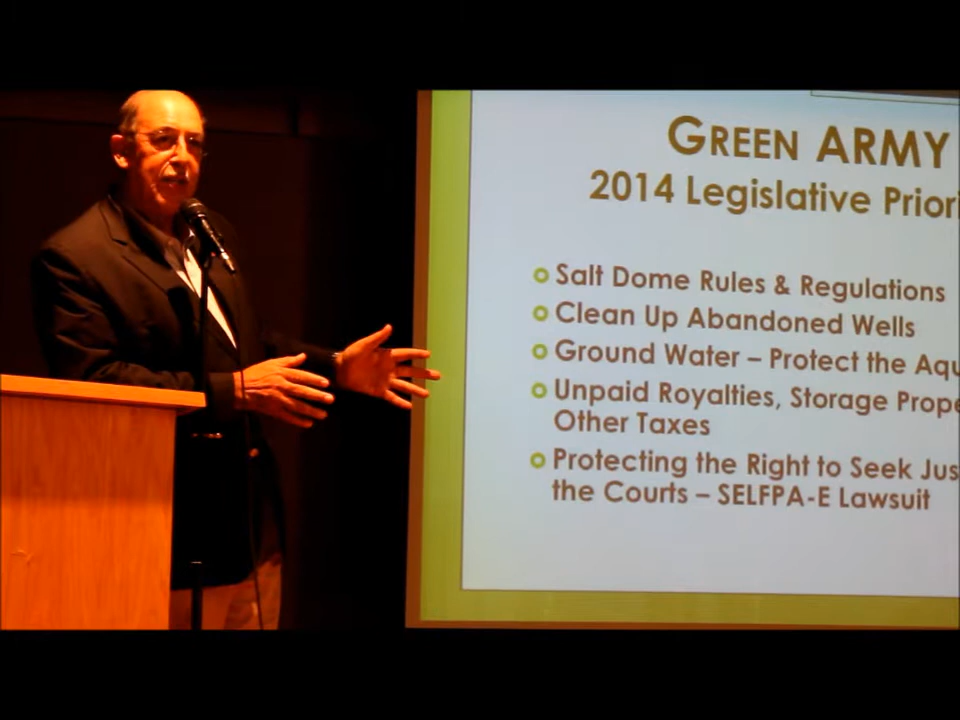 GREEN ARMY
2014 Legislative
Salt Dome Rules & Regulations
Clean Up Abandoned Wells
Ground Water – Protect the
Unpaid Royalties, Storage
Other Taxes
Protecting the Right to Seek
the Courts – SELFPA-E Lawsuit